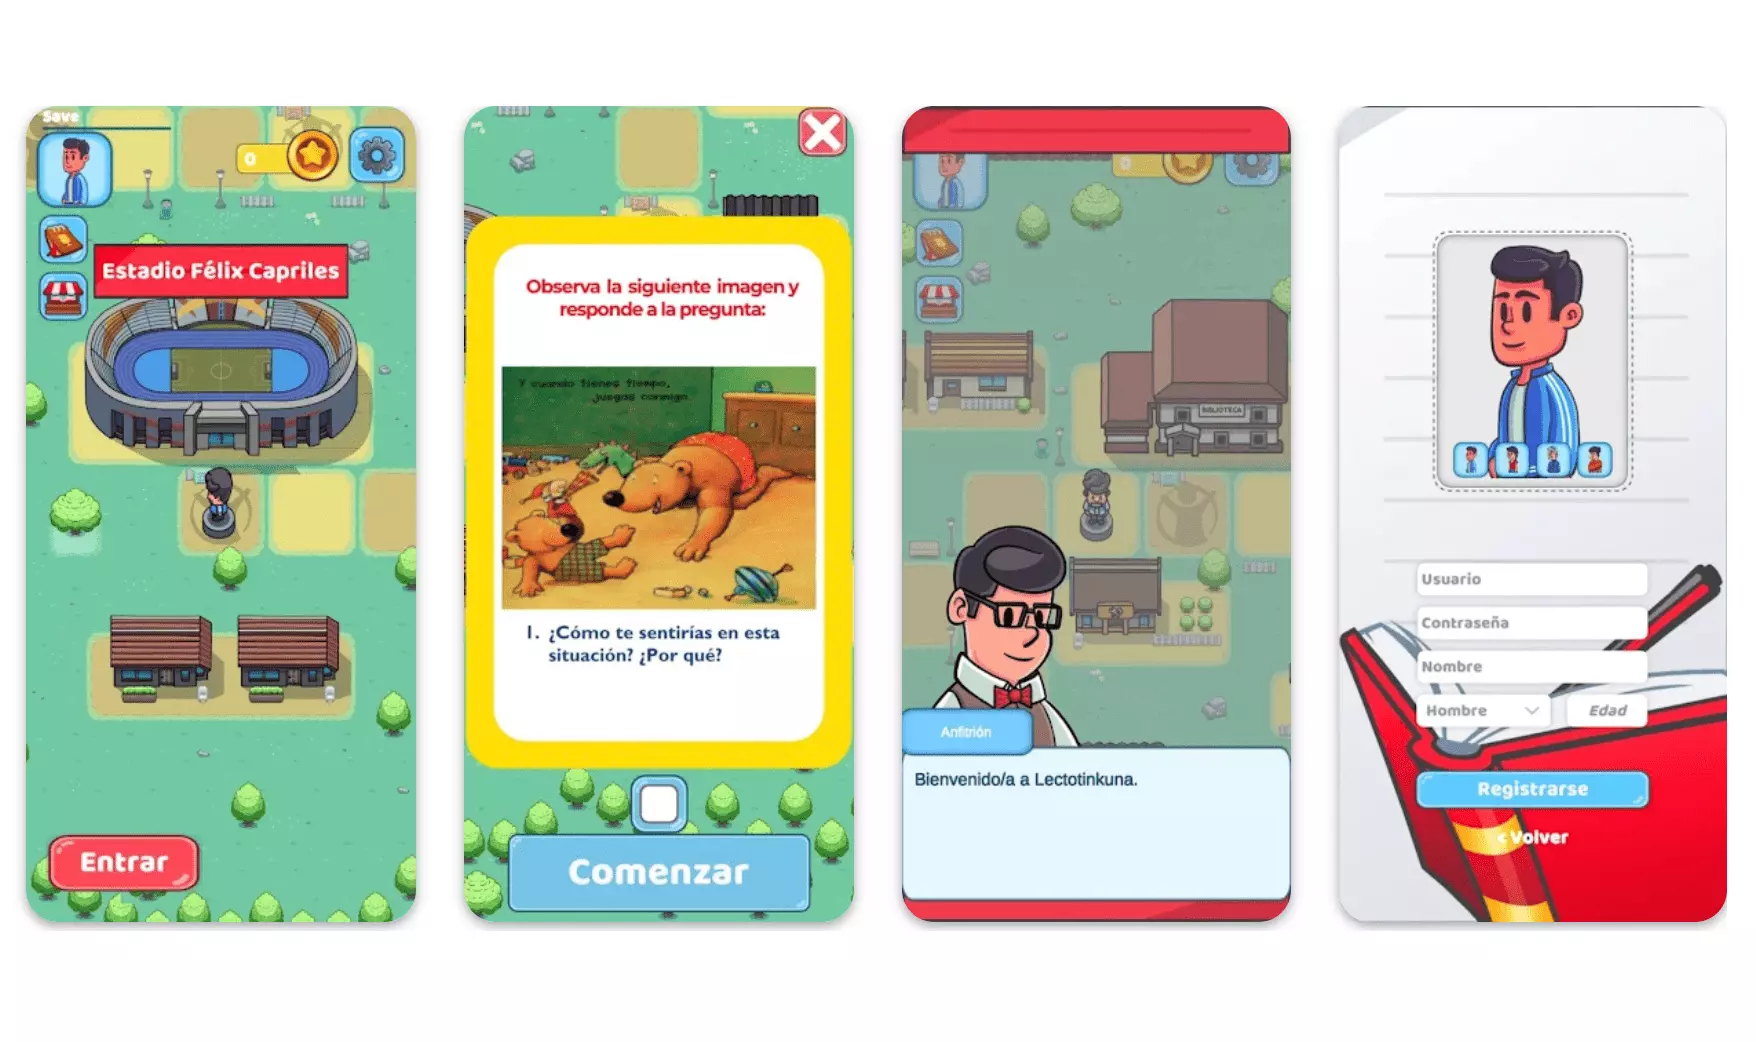 Save
0
Estadio Félix Capriles
Entrar
Observa la siguiente imagen y
responde a la pregunta:
Y cuando tienes tiempo,
juegas conmigo.
1. ¿Cómo te sentirías en esta
situación? ¿Por qué?
Comenzar
0
BIBLIOTECA
Anfitrión
Bienvenido/a a Lectotinkuna.
Usuario
Contraseña
Nombre
Hombre Edad
Registrarse
< Volver